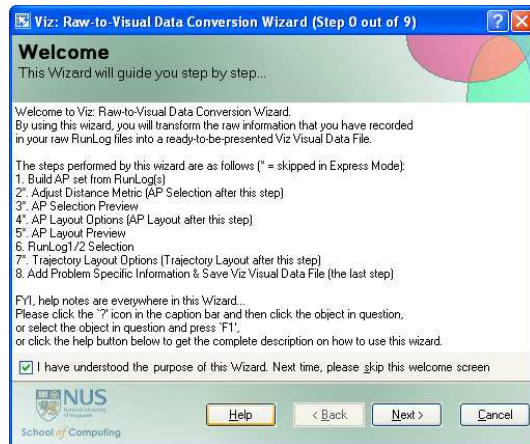 Viz: Raw-to-Visual Data Conversion Wizard (Step 0 out of 9)
Welcome
This Wizard will guide you step by step...
Welcome to Viz: Raw-to-Visual Data Conversion Wizard.
By using this wizard, you will transform the raw information that you have recorded
in your raw RunLog files into a ready-to-be-presented Viz Visual Data File.
The steps performed by this wizard are as follows (* = skipped in Express Mode):
1. Build AP set from RunLog(s)
2*. Adjust Distance Metric (AP Selection after this step)
3*. AP Selection Preview
4*. AP Layout Options (AP Layout after this step)
5*. AP Layout Preview
6. RunLog1/2 Selection
7*. Trajectory Layout Options (Trajectory Layout after this step)
8. Add Problem Specific Information & Save Viz Visual Data File (the last step)
FYI, help notes are everywhere in this Wizard...
Please click the `?' icon in the caption bar and then click the object in question,
or select the object in question and press `F1',
or click the help button below to get the complete description on how to use this wizard.
I have understood the purpose of this Wizard. Next time, please skip this welcome screen
NUS
National University
of Singapore
School of Computing
Help
< Back
Next >
Cancel